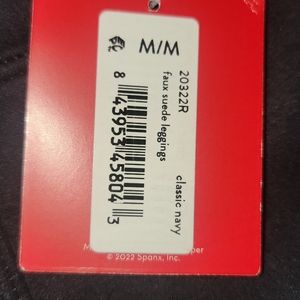 M/M
20322R
faux suede leggings
classic navy
8 43953 45804 3
© 2022 Spanx, Inc.